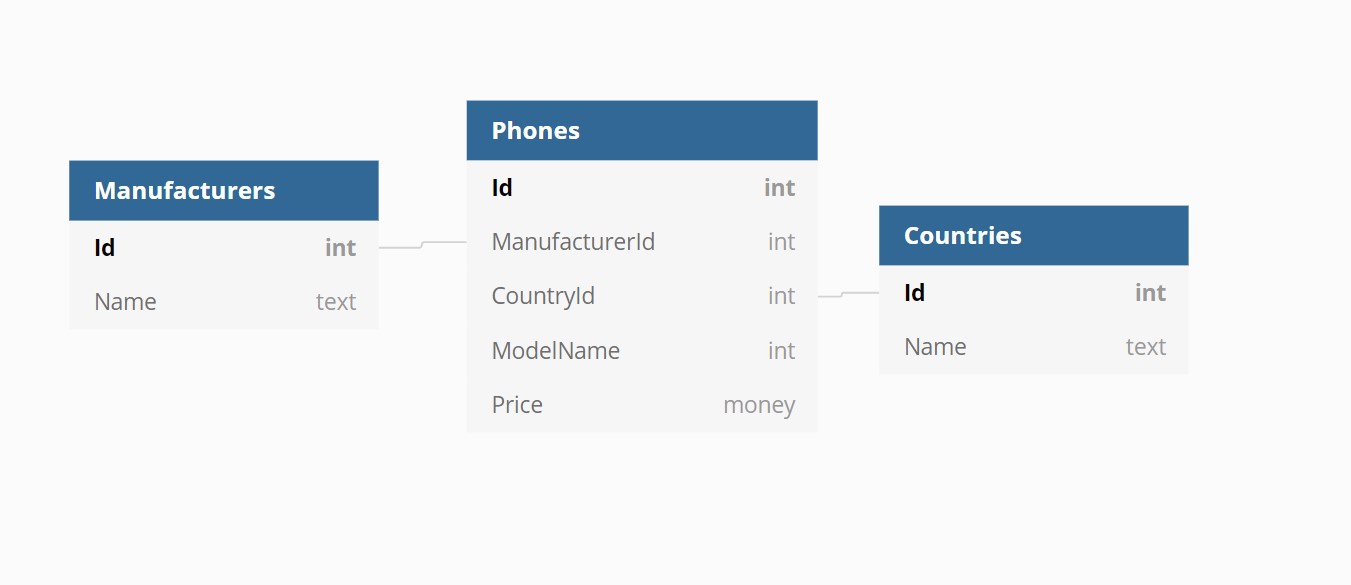 Manufacturers
Id int
Name text
Phones
Id int
ManufacturerId int
CountryId int
ModelName int
Price money
Countries
Id int
Name text